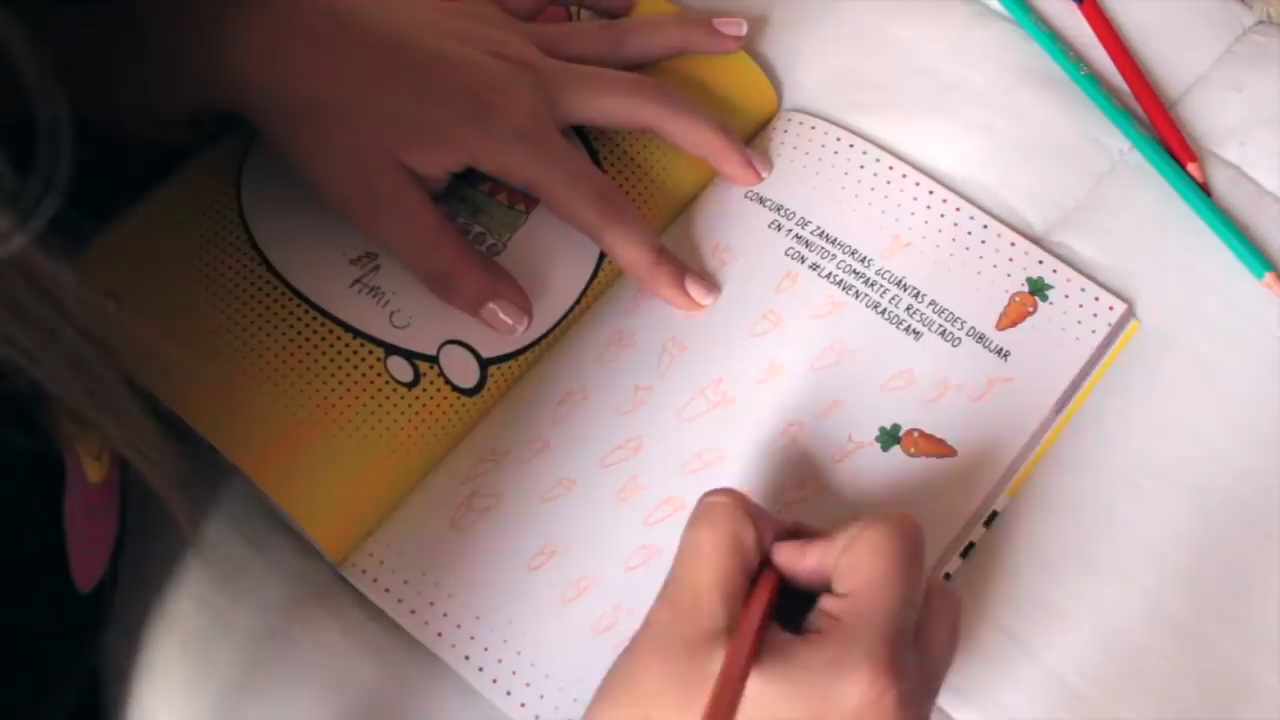 Ami
CONCURSO DE ZANAHORIAS: ¿CUÁNTAS PUEDES DIBUJAR
EN 1 MINUTO? COMPARTE EL RESULTADO
CON #LASAVENTURASDEAMI